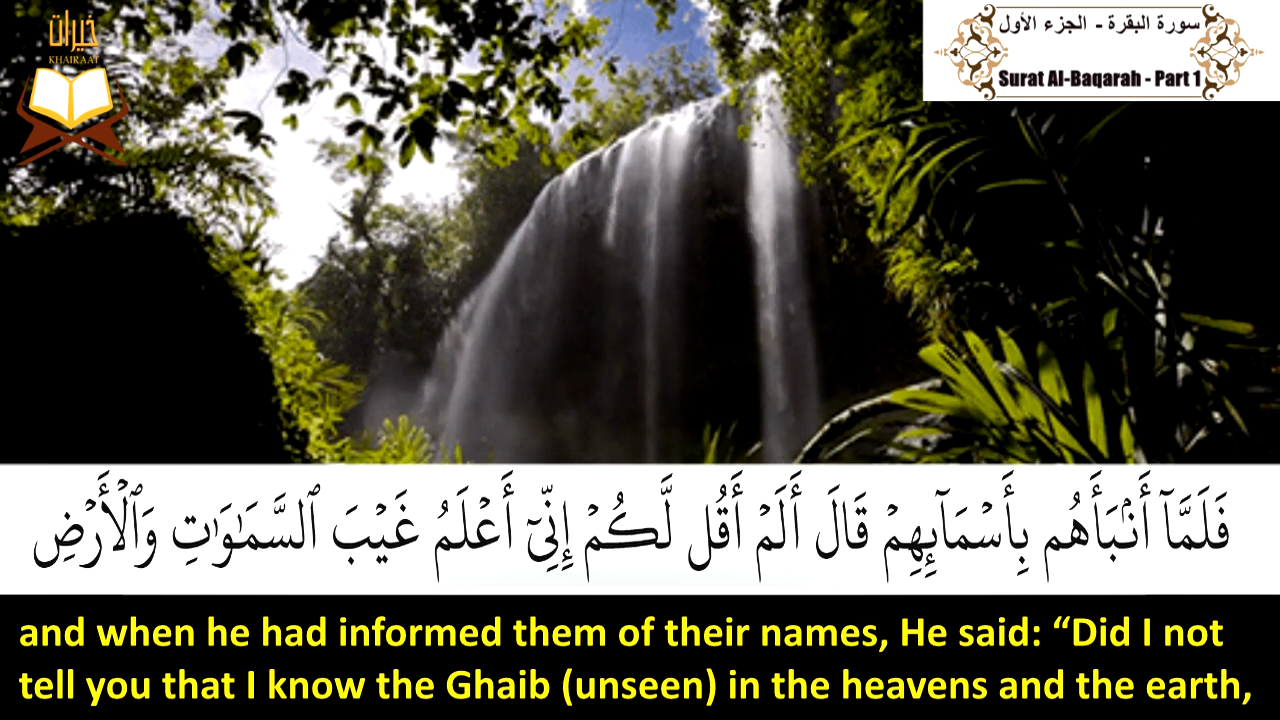 خيرات
KHAIRAAT
سورة البقرة - الجزء الأول
Surat Al-Baqarah - Part 1
فَلَمَّآ أَنۢبَأَهُم بِأَسْمَآئِهِمْ قَالَ أَلَمْ أَقُل لَّكُمْ إِنِّىٓ أَعْلَمُ غَيْبَ ٱلسَّمَـٰوَٰتِ وَٱلْأَرْضِ
and when he had informed them of their names, He said: “Did I not
tell you that I know the Ghaib (unseen) in the heavens and the earth,